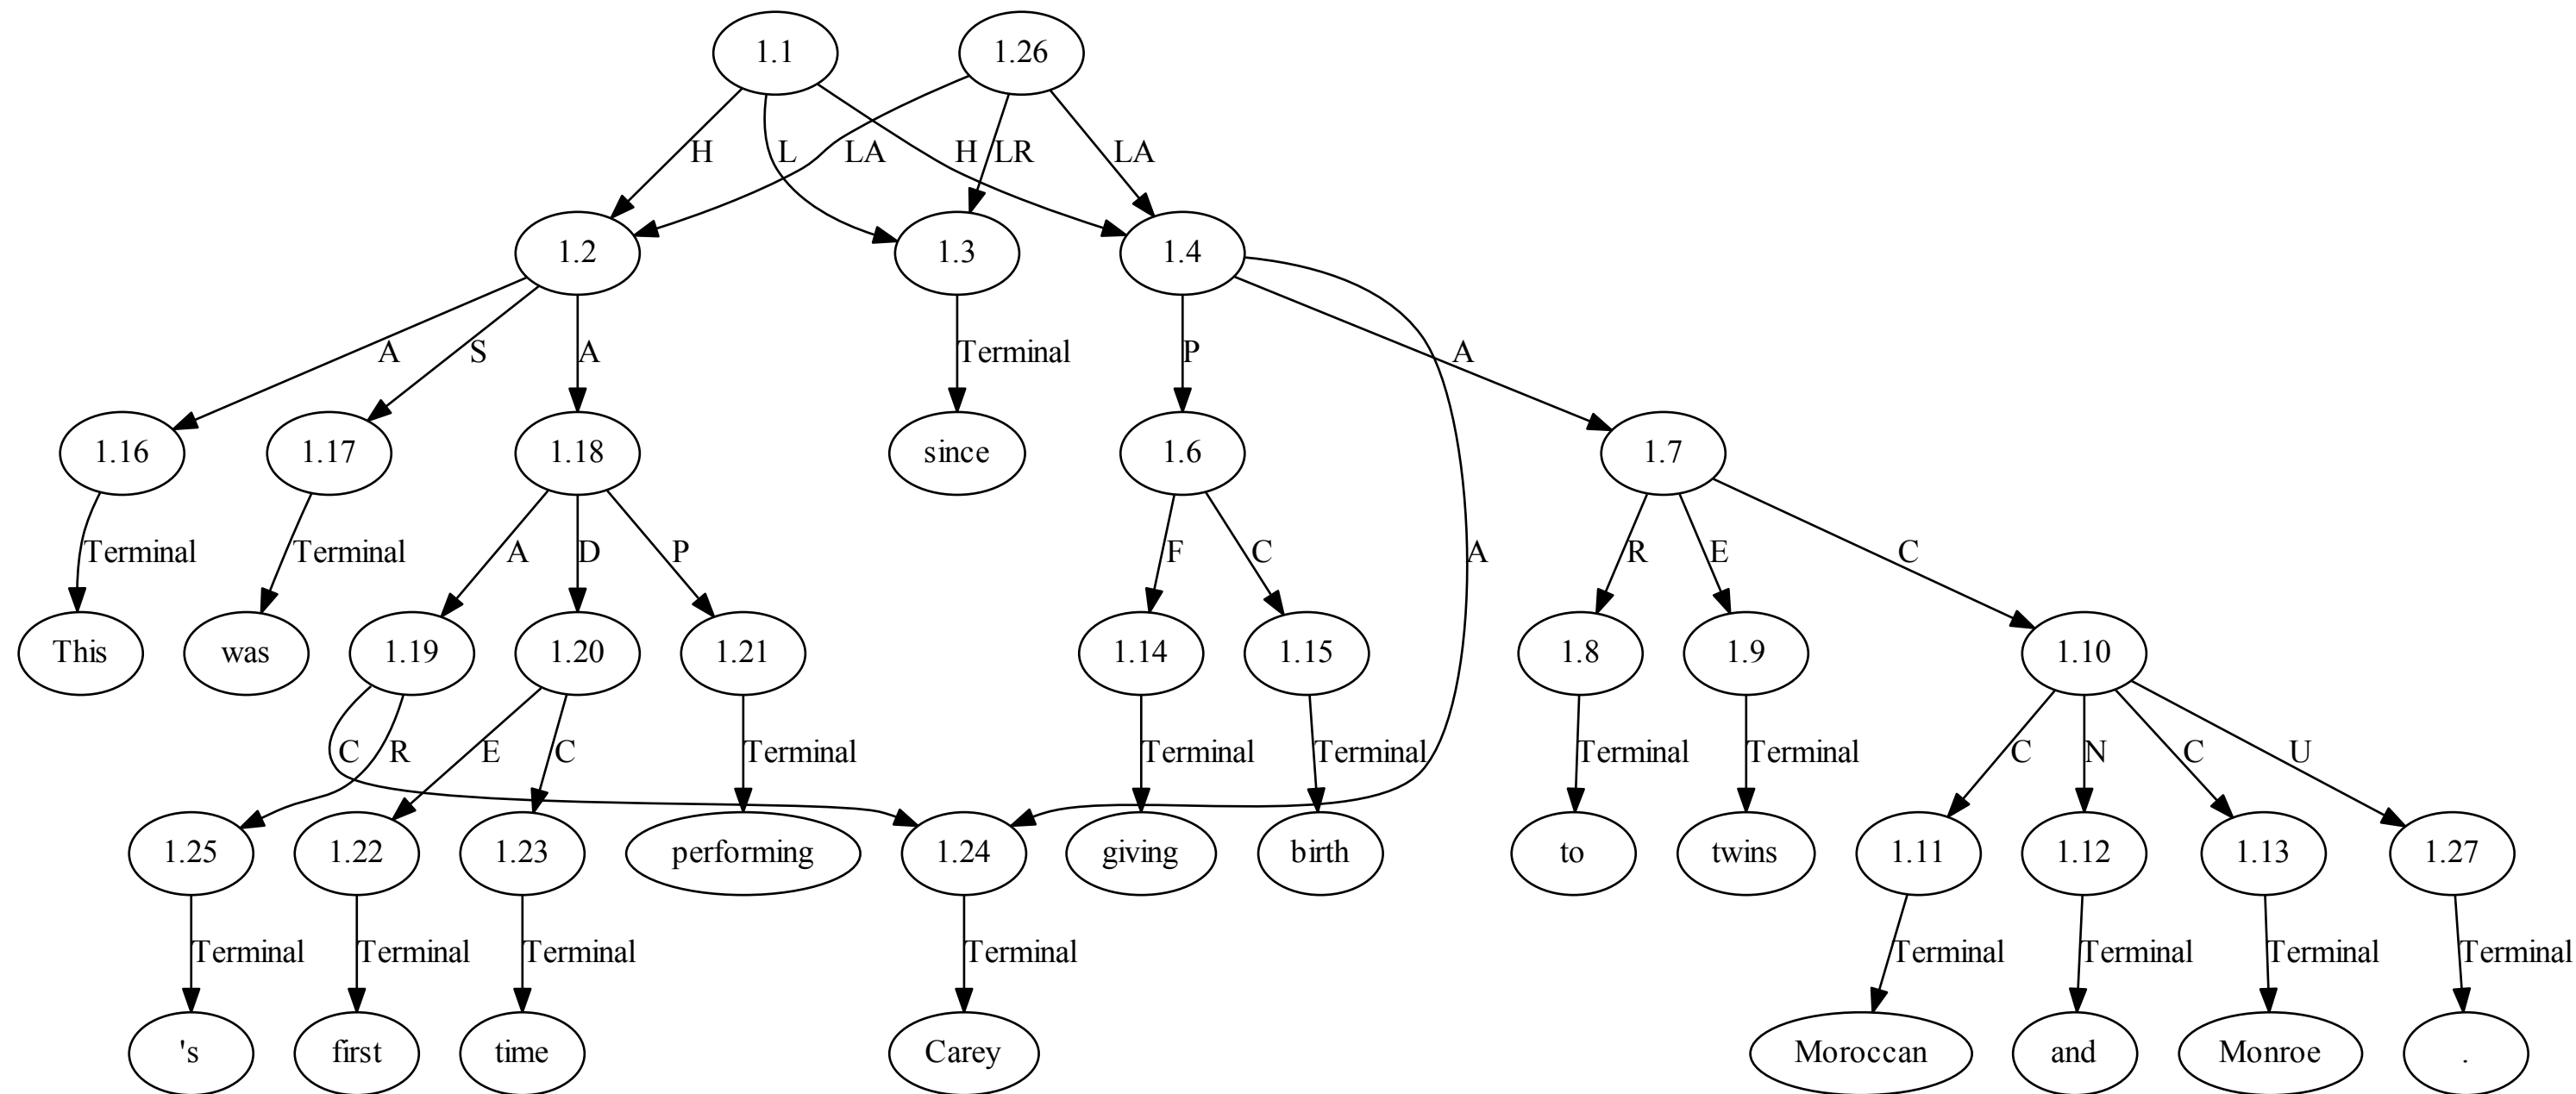 1.1 1.26
H L LA H LR LA
1.2 1.3 1.4
A S A Terminal P A
1.16 1.17 1.18 since 1.6 1.7
Terminal Terminal A D P F C A R E C
This was 1.19 1.20 1.21 1.14 1.15 1.8 1.9 1.10
C R E C Terminal Terminal Terminal Terminal Terminal C N C U
1.25 1.22 1.23 performing 1.24 giving birth to twins 1.11 1.12 1.13 1.27
Terminal Terminal Terminal Terminal Terminal Terminal Terminal Terminal
's first time Carey Moroccan and Monroe .